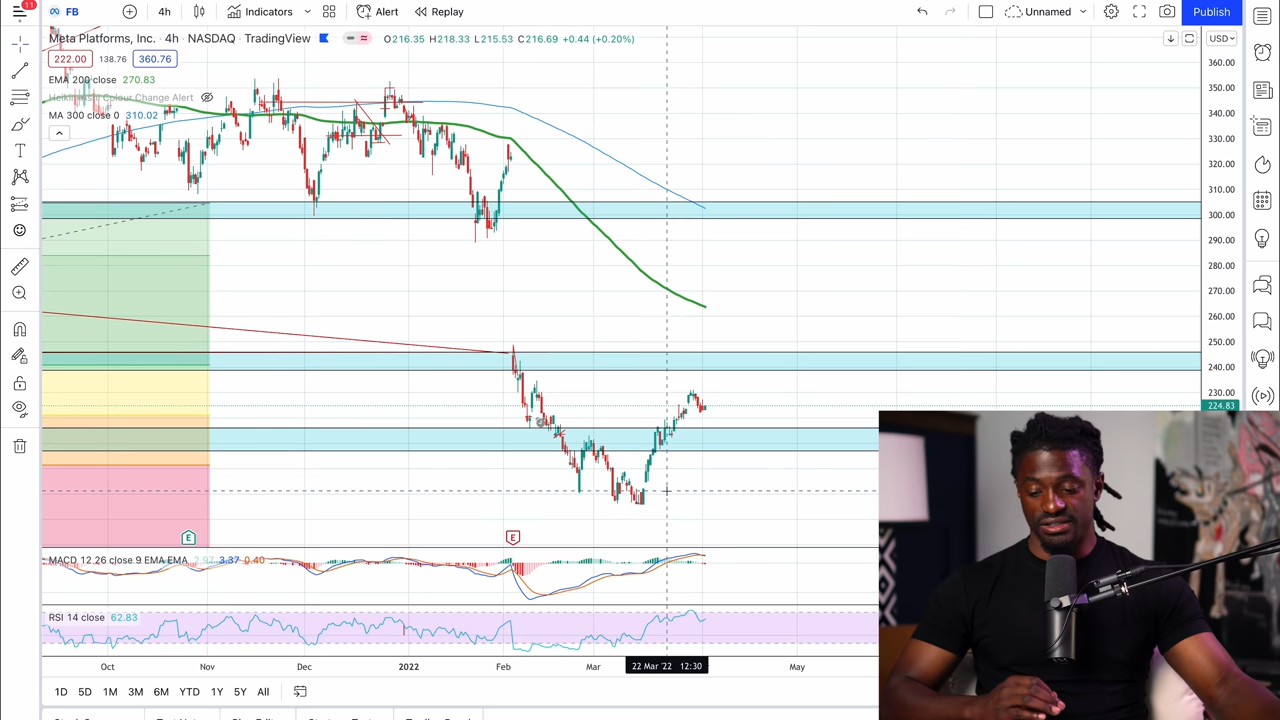 11
FB
4h
Indicators
Alert
Replay
Unnamed
Publish
Meta Platforms, Inc. · 4h · NASDAQ · TradingView
O216.35 H218.33 L215.53 C216.69 +0.44 (+0.20%)
USD
222.00
138.76
360.76
EMA 200 close 270.83
MA 300 close 0 310.02
360.00
350.00
340.00
330.00
320.00
310.00
300.00
290.00
280.00
270.00
260.00
250.00
240.00
230.00
224.83
E
E
MACD 12 26 close 9 EMA EMA 2.97 3.37 0.40
RSI 14 close 62.83
Oct
Nov
Dec
2022
Feb
Mar
22 Mar '22 12:30
May
1D 5D 1M 3M 6M YTD 1Y 5Y All